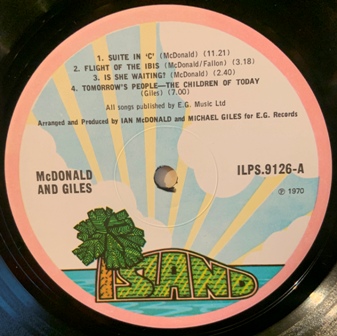 1. SUITE IN 'C' (McDonald) (11.21)
2. FLIGHT OF THE IBIS (McDonald/Fallon) (3.18)
3. IS SHE WAITING? (McDonald) (2.40)
4. TOMORROW'S PEOPLE—THE CHILDREN OF TODAY
(Giles) (7.00)
All songs published by E.G. Music Ltd
Arranged and Produced by IAN McDONALD and MICHAEL GILES for E.G. Records
McDONALD
AND GILES
ILPS.9126-A
℗ 1970
ISLAND